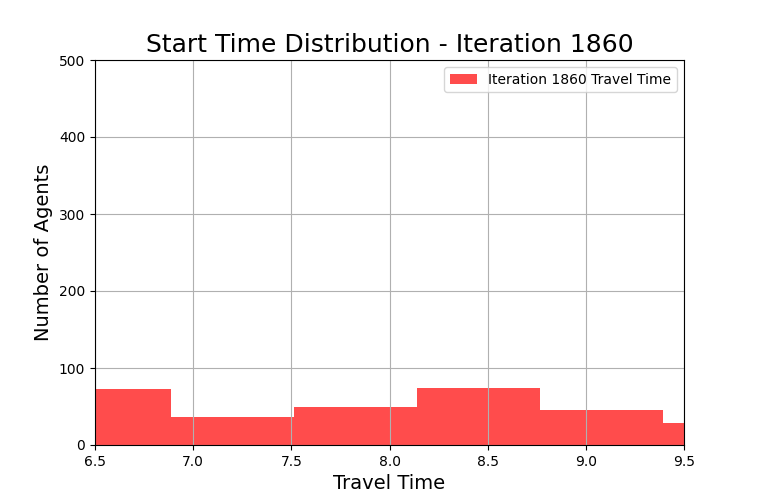 Start Time Distribution - Iteration 1860
Iteration 1860 Travel Time
Number of Agents
500
400
300
200
100
0
6.5 7.0 7.5 8.0 8.5 9.0 9.5
Travel Time